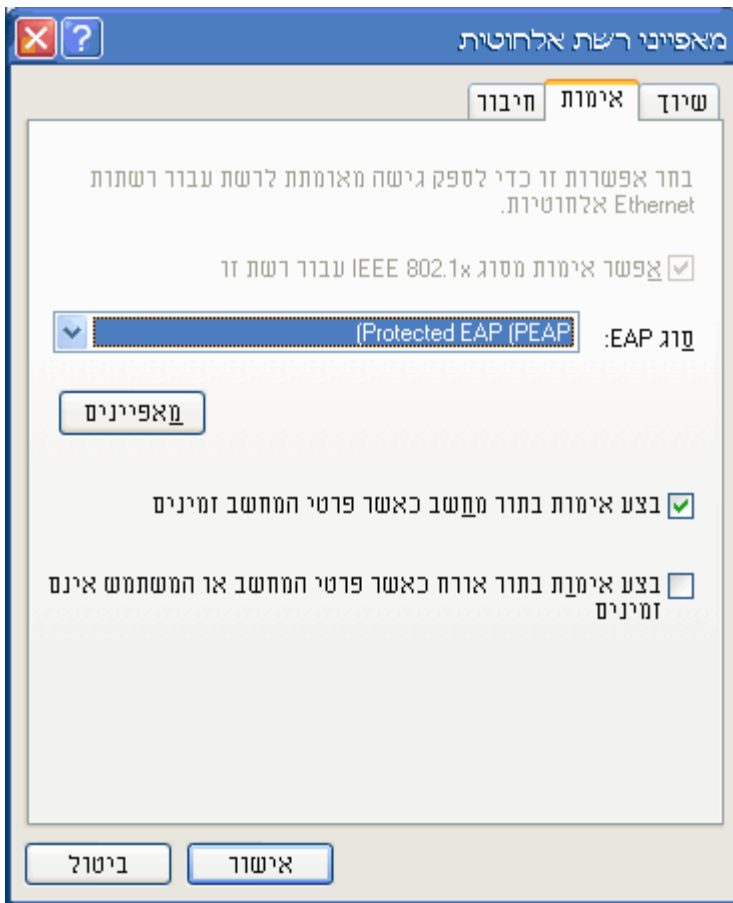 מאפייני רשת אלחוטית
שיוך
אימות
חיבור
בחר אפשרות זו כדי לספק גישה מאומתת לרשת עבור רשתות
Ethernet אלחוטיות.
אפשר אימות מסוג IEEE 802.1x עבור רשת זו
סוג EAP:
(Protected EAP (PEAP
מאפיינים
בצע אימות בתור מחשב כאשר פרטי המחשב זמינים
בצע אימות בתור אורח כאשר פרטי המחשב או המשתמש אינם
זמינים
אישור
ביטול